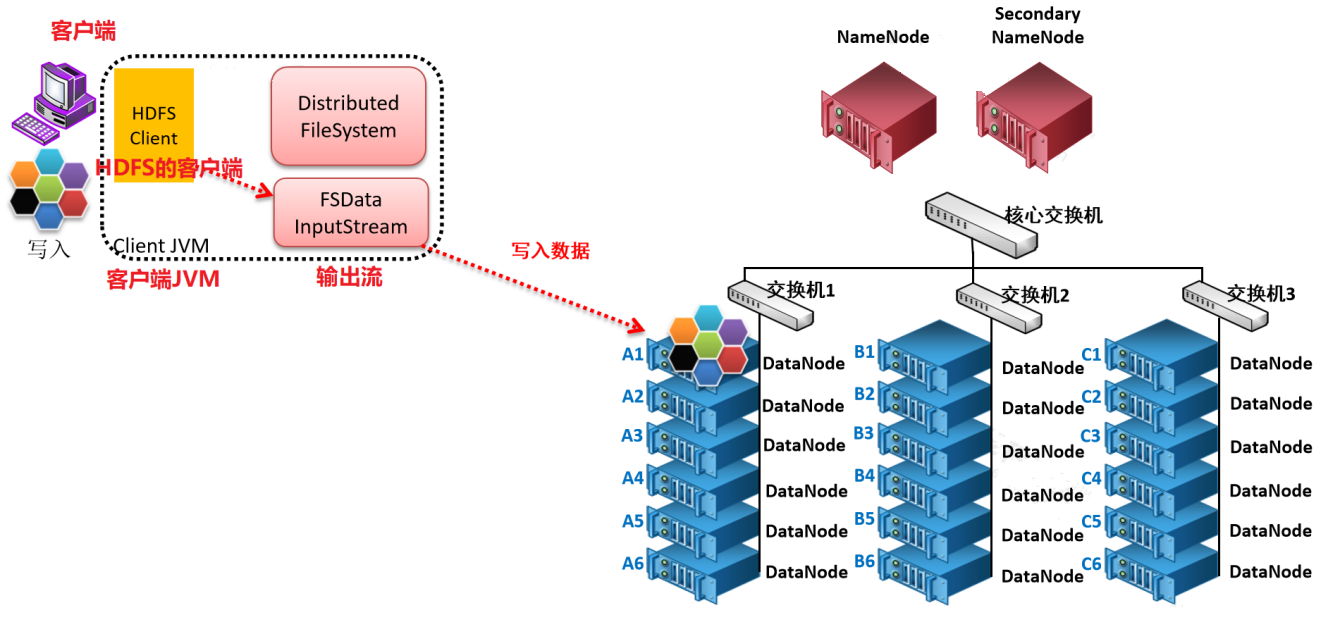 客户端
HDFS
Client
HDFS的客户端
Distributed
FileSystem
FSData
InputStream
写入
Client JVM
客户端JVM
输出流
写入数据
NameNode
Secondary
NameNode
核心交换机
交换机1
交换机2
交换机3
A1
DataNode
A2
DataNode
A3
DataNode
A4
DataNode
A5
DataNode
A6
DataNode
B1
DataNode
B2
DataNode
B3
DataNode
B4
DataNode
B5
DataNode
B6
DataNode
C1
DataNode
C2
DataNode
C3
DataNode
C4
DataNode
C5
DataNode
C6
DataNode